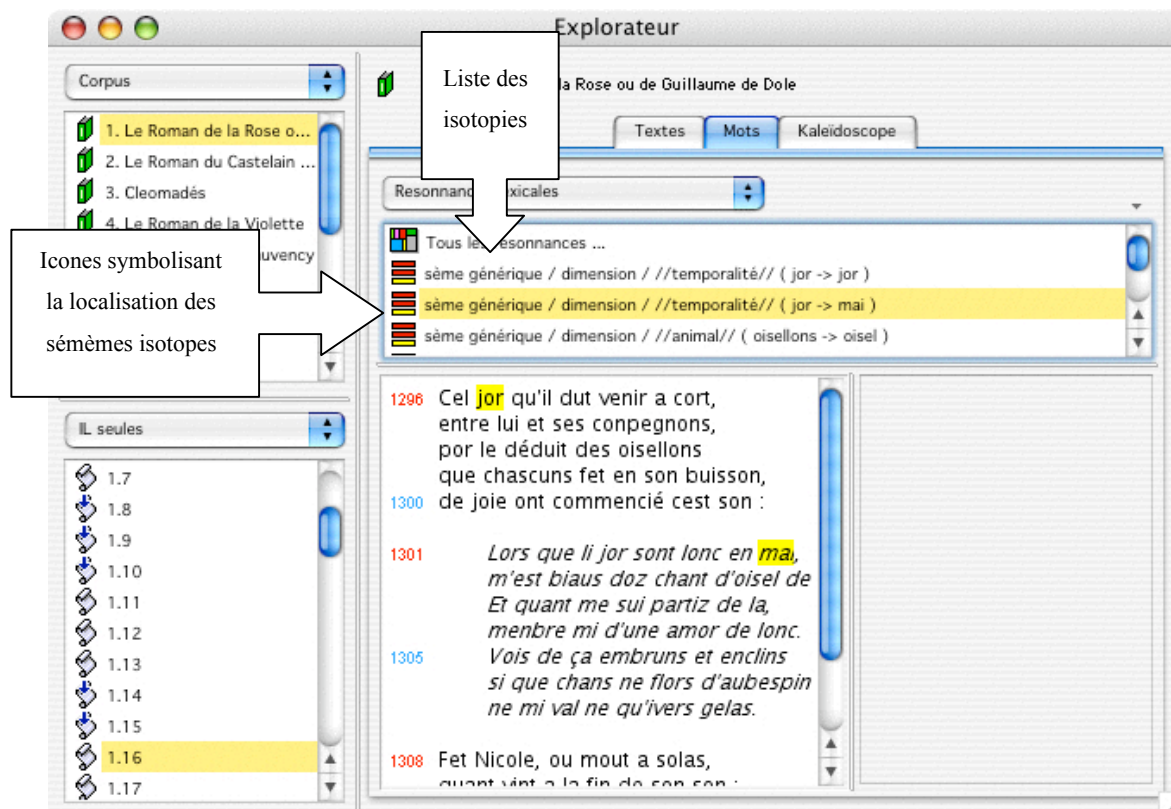 Explorateur
Liste des
isotopies
Icones symbolisant
la localisation des
sémèmes isotopes
Corpus
1. Le Roman de la Rose o...
2. Le Roman du Castelain ...
3. Cleomadés
4. Le Roman de la Violette
uvency
IL seules
1.7
1.8
1.9
1.10
1.11
1.12
1.13
1.14
1.15
1.16
1.17
la Rose ou de Guillaume de Dole
Textes Mots Kaleïdoscope
Resonnanc exicales
Tous les résonnances ...
sème générique / dimension / //temporalité// ( jor -> jor )
sème générique / dimension / //temporalité// ( jor -> mai )
sème générique / dimension / //animal// ( oisellons -> oisel )
1296 Cel jor qu'il dut venir a cort,
entre lui et ses conpegnons,
por le déduit des oisellons
que chascuns fet en son buisson,
1300 de joie ont commencié cest son :
1301 Lors que li jor sont lonc en mai,
m'est biaus doz chant d'oisel de
Et quant me sui partiz de la,
menbre mi d'une amor de lonc.
1305 Vois de ça embruns et enclins
si que chans ne flors d'aubespin
ne mi val ne qu'ivers gelas.
1308 Fet Nicole, ou mout a solas,
quant vint a la fin de son son :